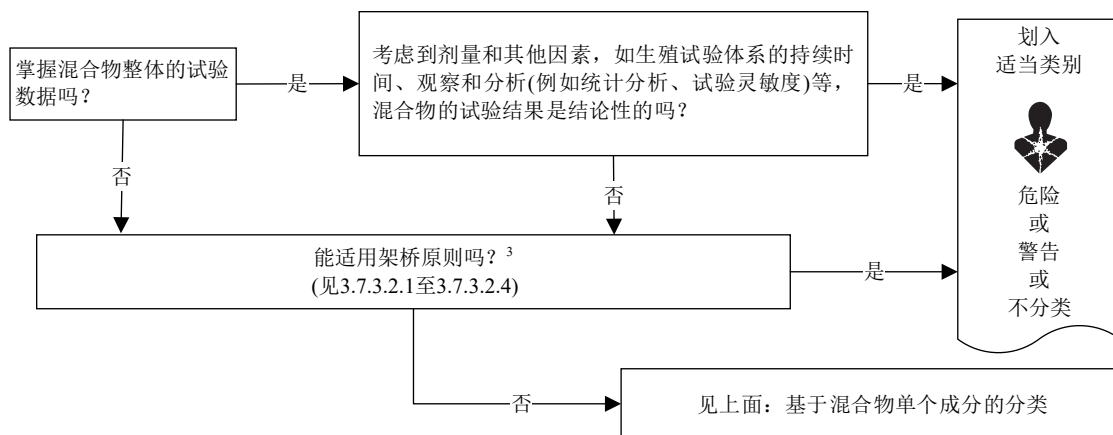 掌握混合物整体的试验
数据吗？
是
考虑到剂量和其他因素，如生殖试验体系的持续时
间、观察和分析(例如统计分析、试验灵敏度)等，
混合物的试验结果是结论性的吗？
是
划入
适当类别
危险
或
警告
或
不分类
否
否
能适用架桥原则吗？3
(见3.7.3.2.1至3.7.3.2.4)
是
否
见上面：基于混合物单个成分的分类